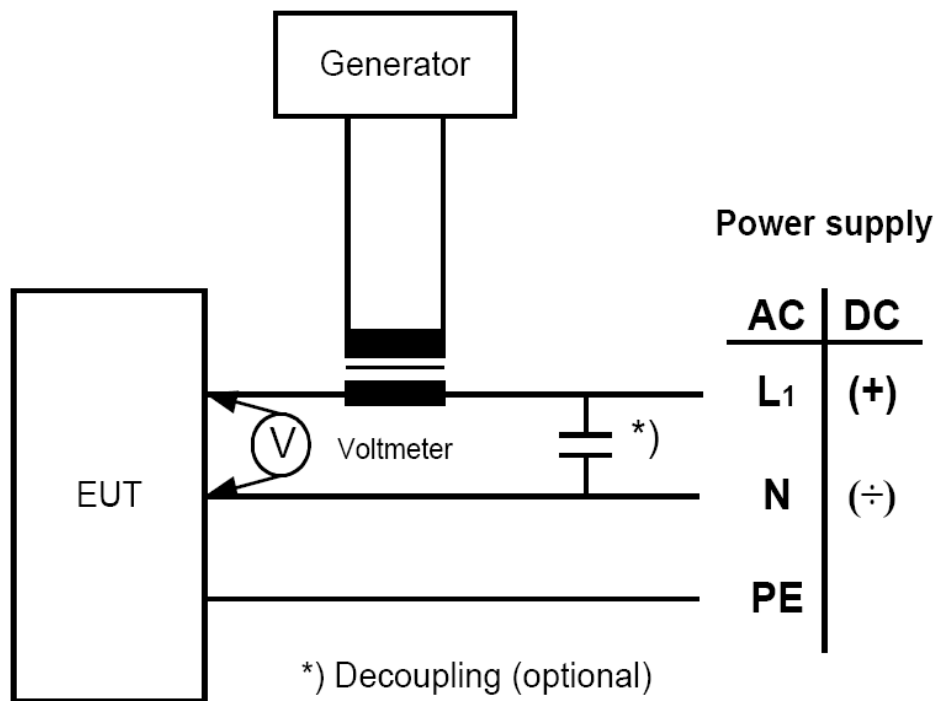 Generator
Power supply
AC DC
L1 (+)
*)
V Voltmeter
EUT
N (÷)
PE
*) Decoupling (optional)